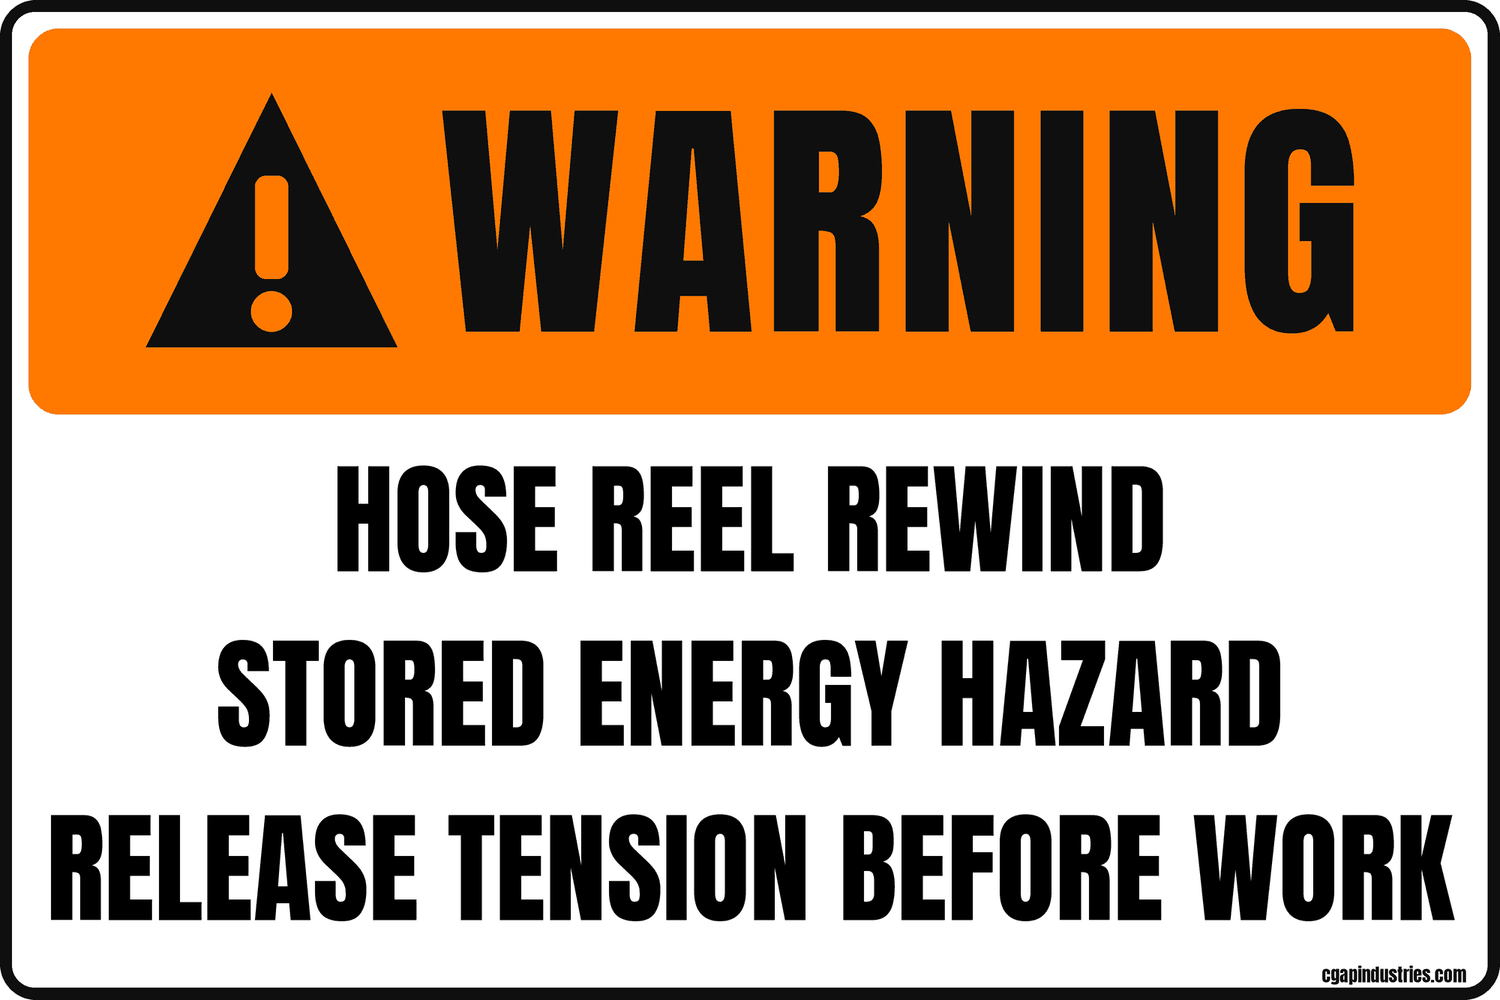 WARNING
HOSE REEL REWIND
STORED ENERGY HAZARD
RELEASE TENSION BEFORE WORK
cgapindustries.com